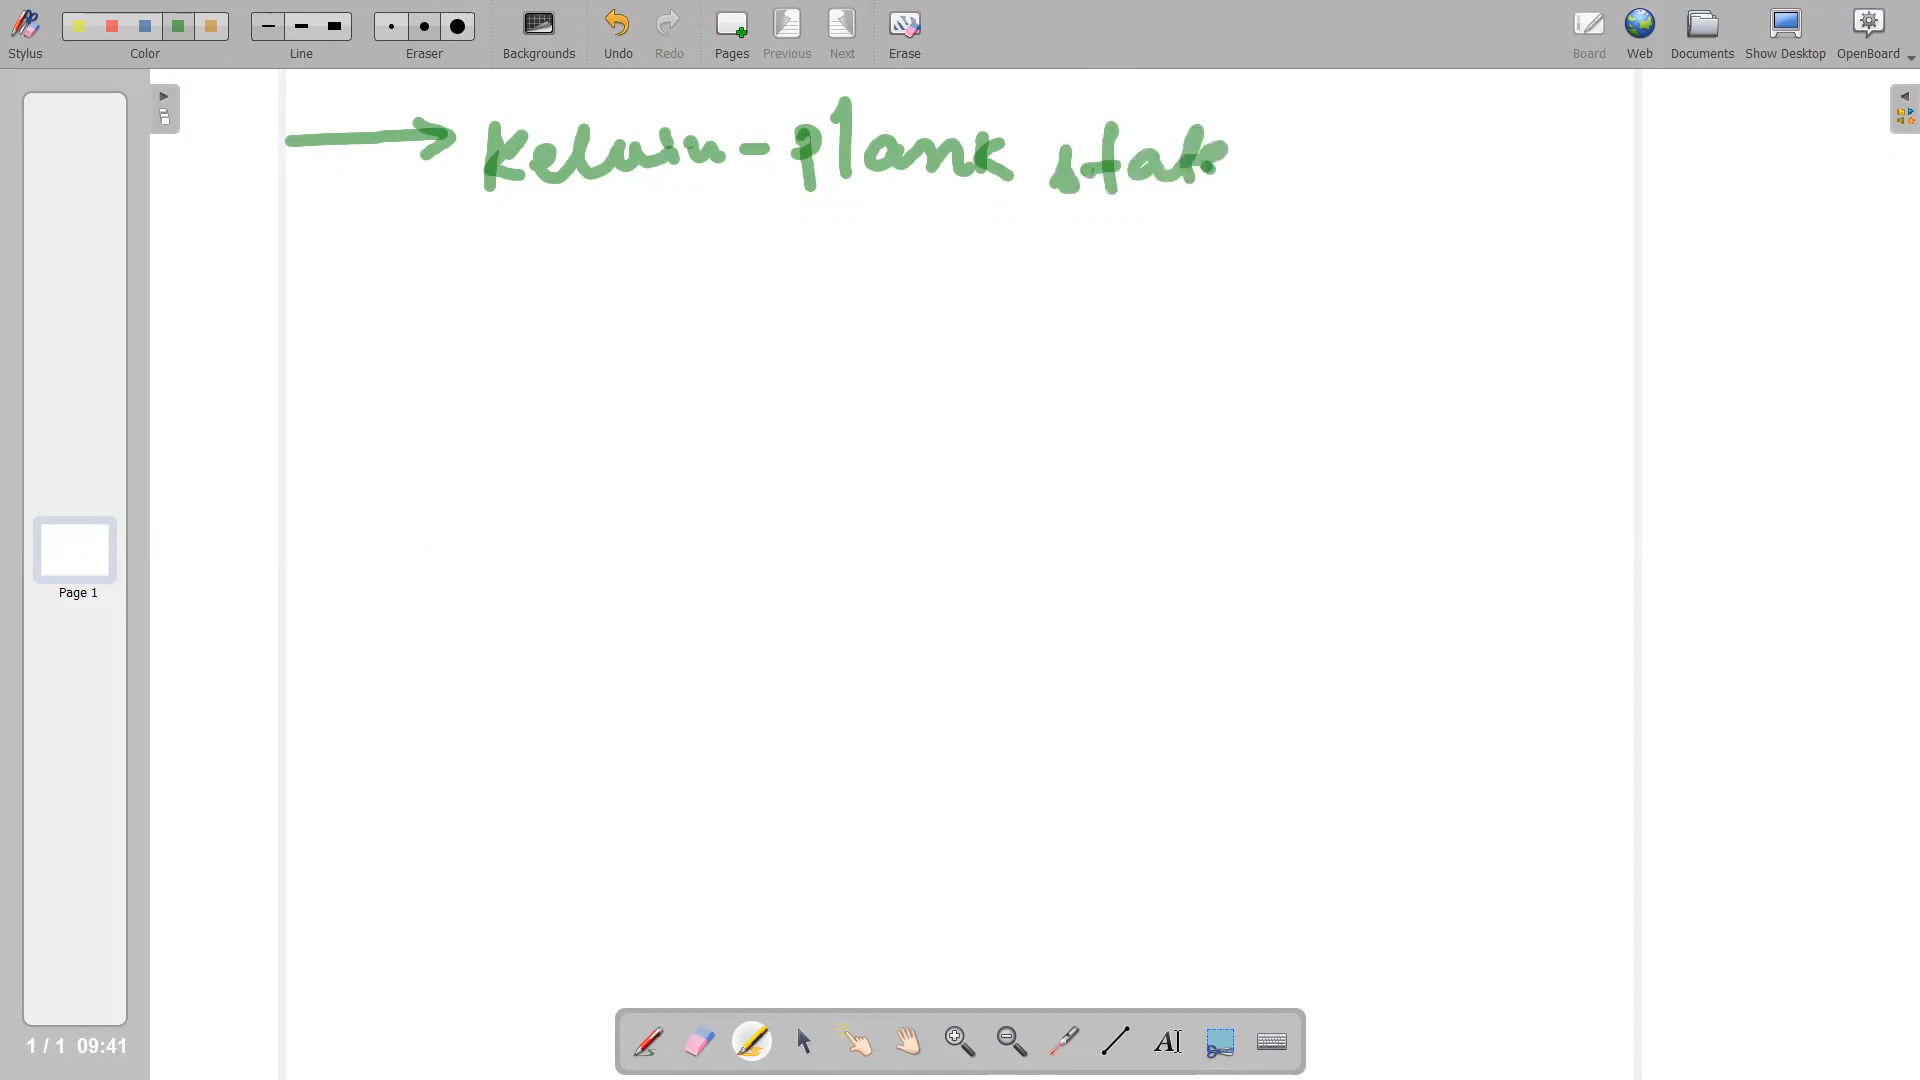 Stylus
Color
Line
Eraser
Backgrounds
Undo
Redo
Pages
Previous
Next
Erase
Board
Web
Documents
Show Desktop
OpenBoard
→ Kelvin-plank state
Page 1
1 / 1 09:41